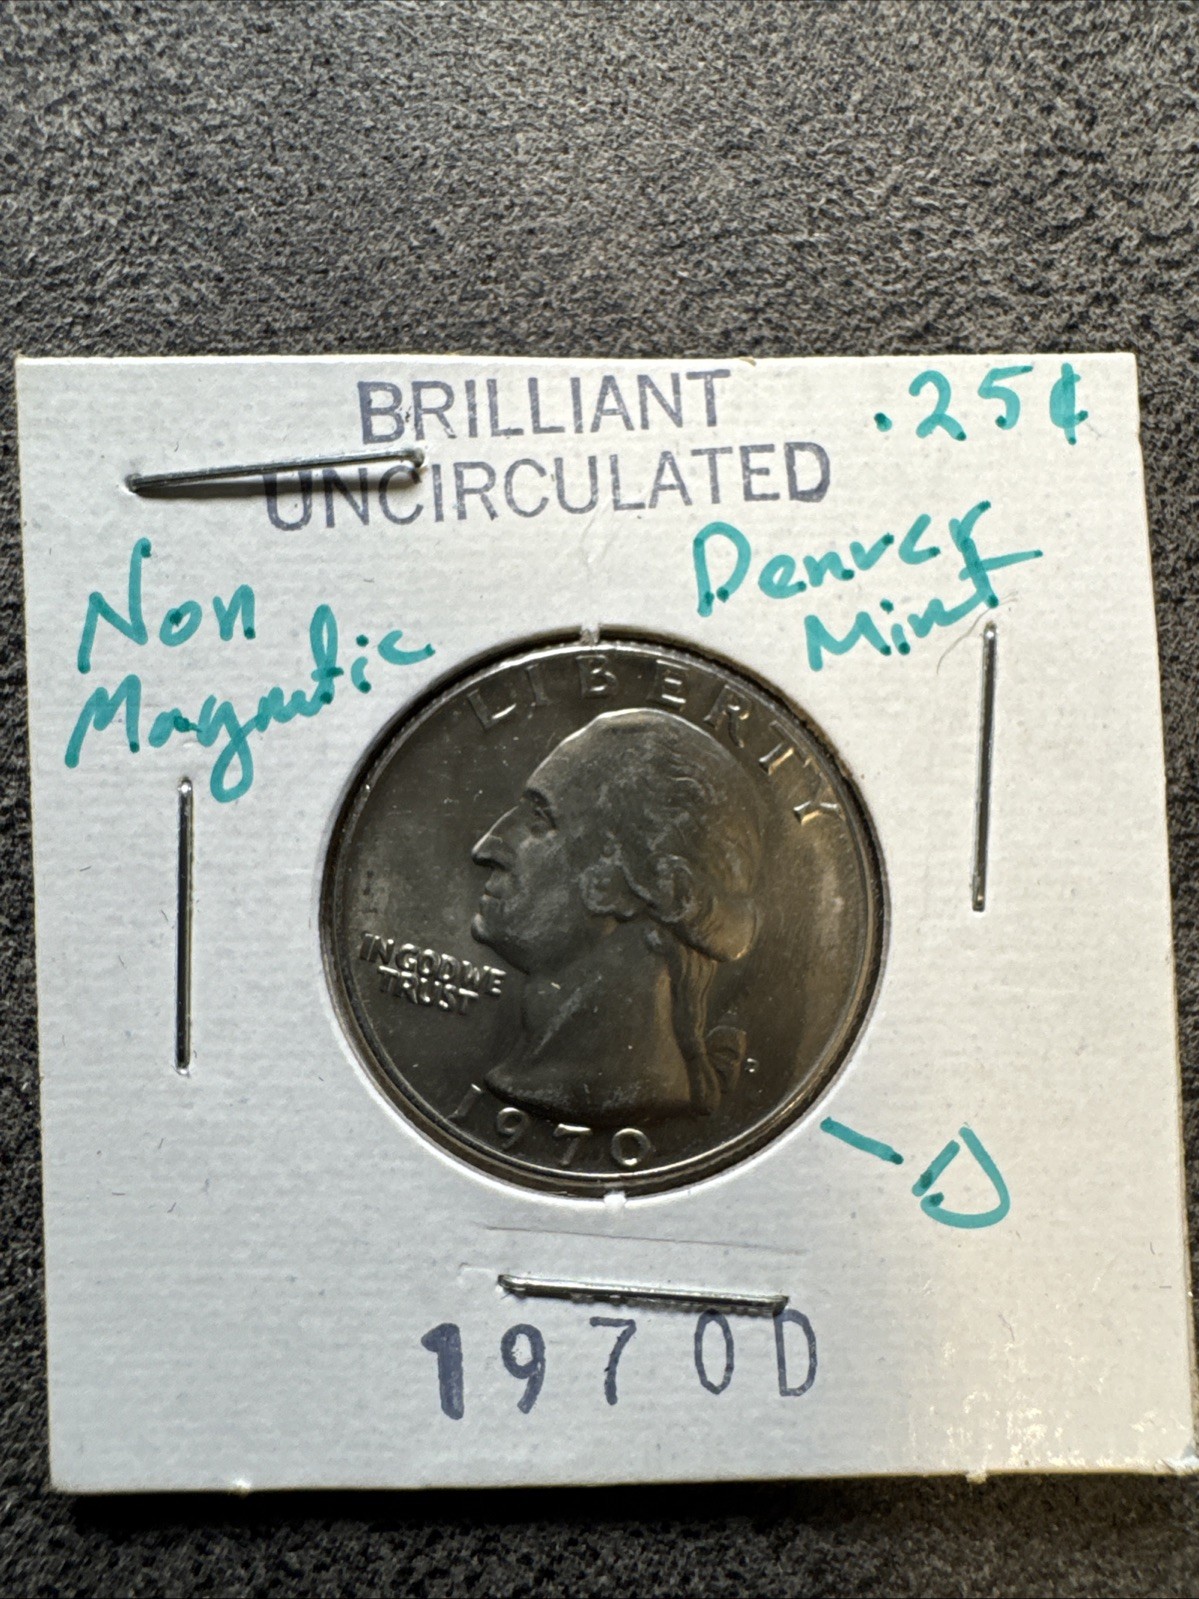 BRILLIANT
UNCIRCULATED
.25¢
Non
Magnetic
Denver
Mint
LIBERTY
IN GOD WE
TRUST
D
1970
-D
1970D